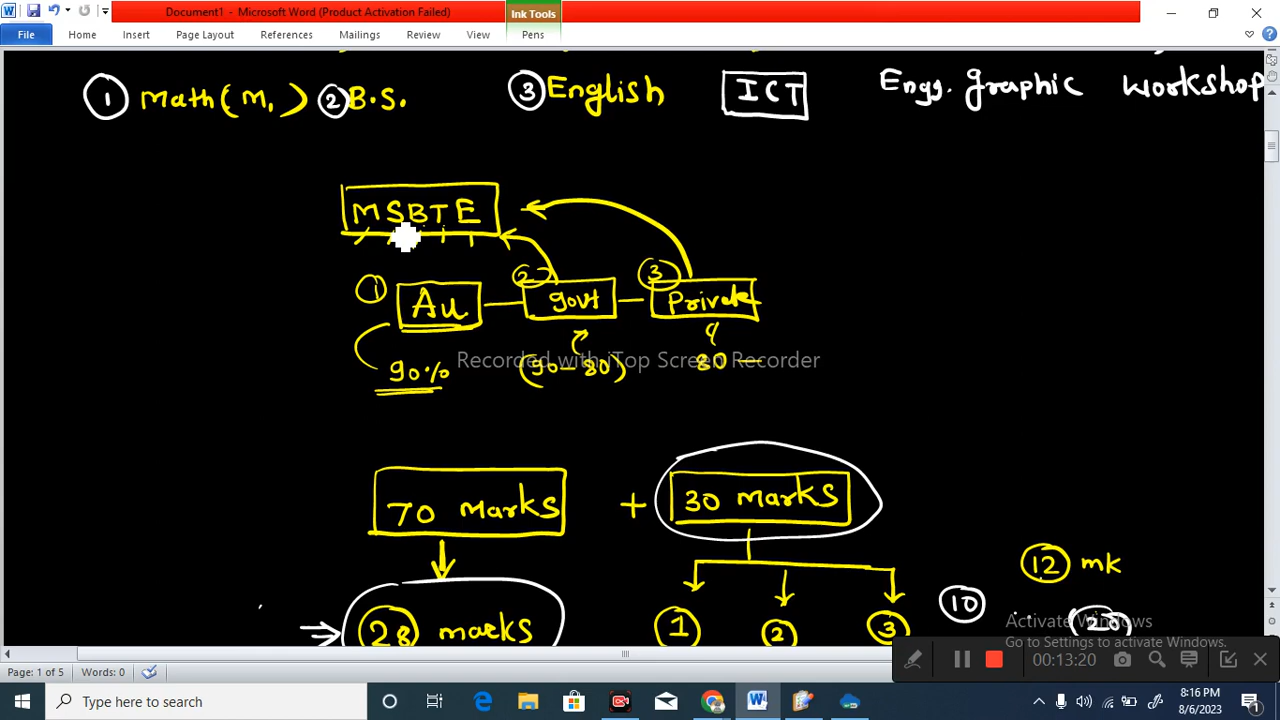 Document1 - Microsoft Word (Product Activation Failed)
Ink Tools
File Home Insert Page Layout References Mailings Review View Pens
① Math (M1) ② B.S. ③ English ICT Engg. Graphic Workshop
MSBTE
① Au ② Govt ③ Private
90% (90-80) 80 —
Recorded with iTop Screen Recorder
70 Marks + 30 Marks
12 mk
28 marks 1 2 3 10 20
Activate Windows
Go to Settings to activate Windows.
00:13:20
Page: 1 of 5 Words: 0
Type here to search
8:16 PM
8/6/2023